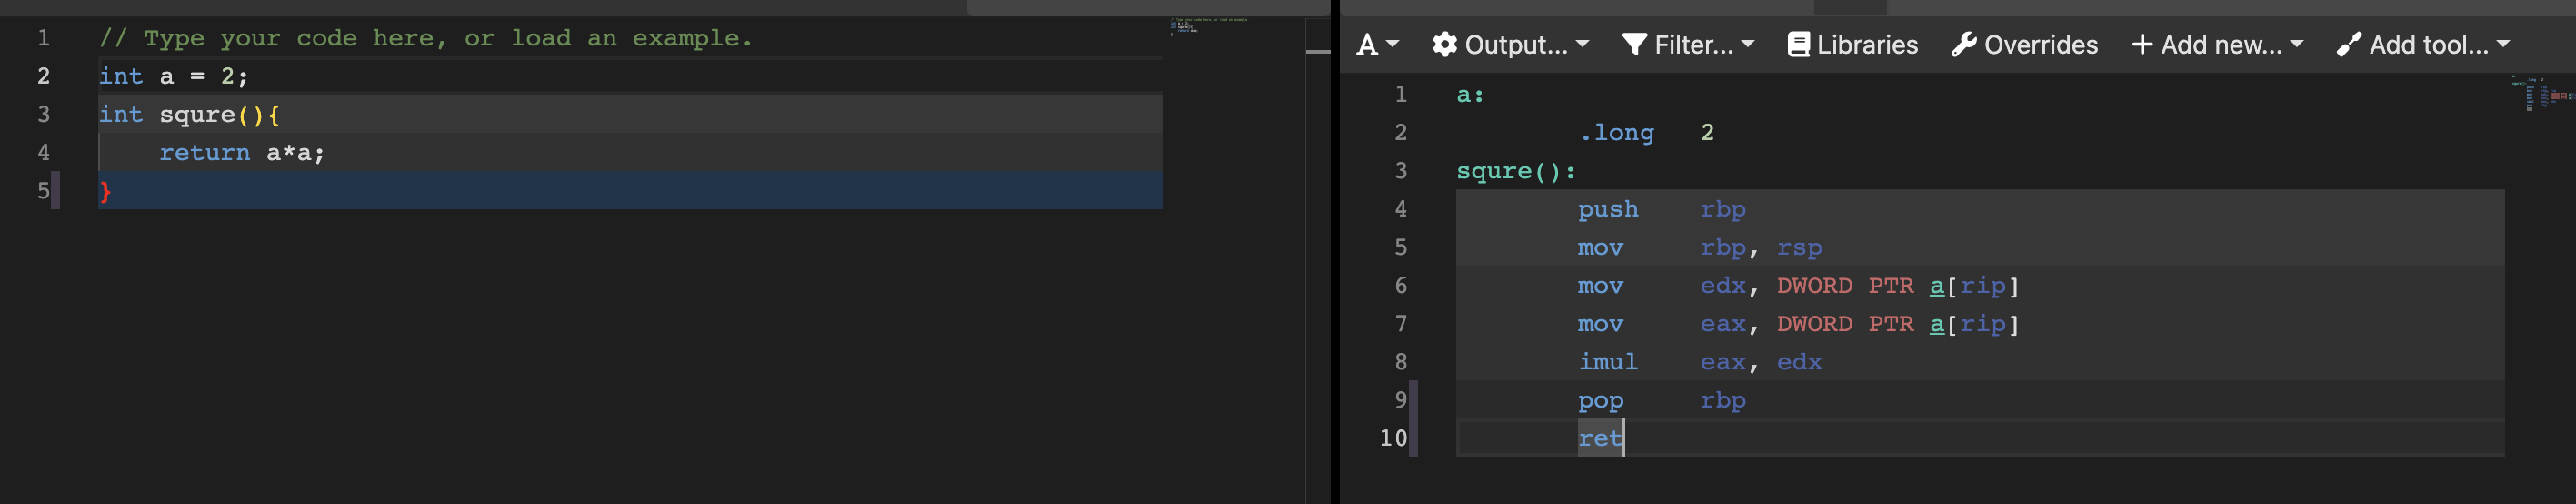 1 // Type your code here, or load an example.
2 int a = 2;
3 int squre(){
4     return a*a;
5 }
A Output... Filter... Libraries Overrides + Add new... Add tool...
1 a:
2         .long   2
3 squre():
4         push    rbp
5         mov     rbp, rsp
6         mov     edx, DWORD PTR a[rip]
7         mov     eax, DWORD PTR a[rip]
8         imul    eax, edx
9         pop     rbp
10         ret